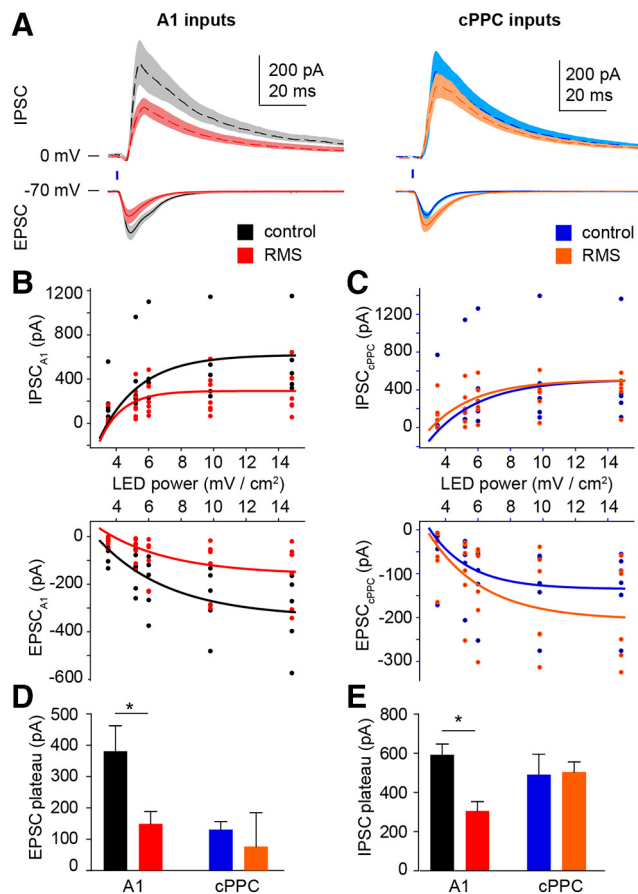 A
A1 inputs
cPPC inputs
IPSC
200 pA
20 ms
200 pA
20 ms
0 mV
-70 mV
EPSC
control
RMS
control
RMS
B
C
1200
800
400
0
IPSCA1 (pA)
4 6 8 10 12 14
LED power (mV / cm²)
1200
800
400
0
IPSCcPPC (pA)
4 6 8 10 12 14
LED power (mV / cm²)
4 6 8 10 12 14
0
-200
-400
-600
EPSCA1 (pA)
4 6 8 10 12 14
0
-100
-200
-300
EPSCcPPC (pA)
D
E
500
400
300
200
100
0
EPSC plateau (pA)
*
A1 cPPC
800
600
400
200
0
IPSC plateau (pA)
*
A1 cPPC